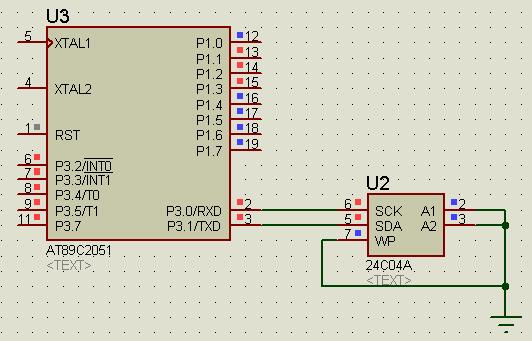 U3
5 XTAL1 P1.0 12
P1.1 13
P1.2 14
4 XTAL2 P1.3 15
P1.4 16
P1.5 17
1 RST P1.6 18
P1.7 19
6 P3.2/INT0
7 P3.3/INT1
8 P3.4/T0
9 P3.5/T1 P3.0/RXD 2
11 P3.7 P3.1/TXD 3
AT89C2051
<TEXT>
U2
6 SCK A1 2
5 SDA A2 3
7 WP
24C04A
<TEXT>